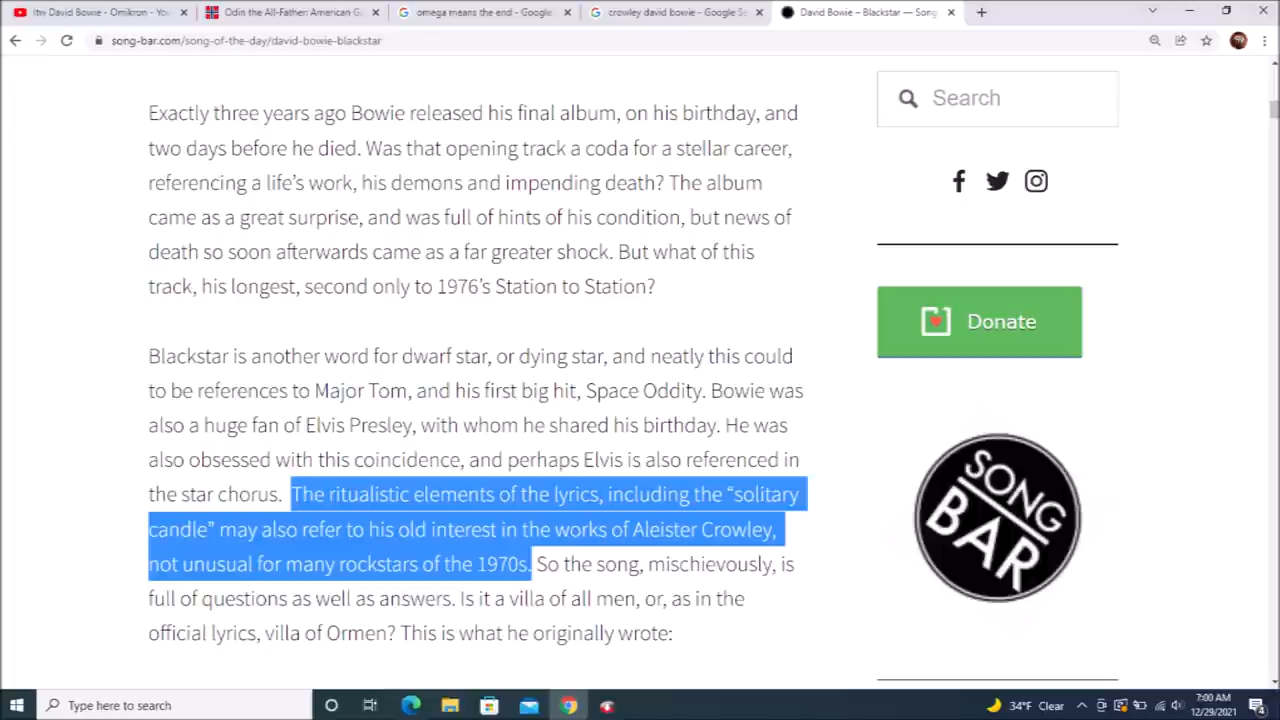 Itw David Bowie - Omikron - You
Odin the All-Father: American G
omega means the end - Google
crowley david bowie - Google Se
David Bowie – Blackstar — Song
song-bar.com/song-of-the-day/david-bowie-blackstar
Exactly three years ago Bowie released his final album, on his birthday, and
two days before he died. Was that opening track a coda for a stellar career,
referencing a life’s work, his demons and impending death? The album
came as a great surprise, and was full of hints of his condition, but news of
death so soon afterwards came as a far greater shock. But what of this
track, his longest, second only to 1976’s Station to Station?
Blackstar is another word for dwarf star, or dying star, and neatly this could
to be references to Major Tom, and his first big hit, Space Oddity. Bowie was
also a huge fan of Elvis Presley, with whom he shared his birthday. He was
also obsessed with this coincidence, and perhaps Elvis is also referenced in
the star chorus. The ritualistic elements of the lyrics, including the “solitary
candle” may also refer to his old interest in the works of Aleister Crowley,
not unusual for many rockstars of the 1970s. So the song, mischievously, is
full of questions as well as answers. Is it a villa of all men, or, as in the
official lyrics, villa of Ormen? This is what he originally wrote:
Search
Donate
SONG
BAR
Type here to search
34°F Clear
7:00 AM
12/29/2021
4